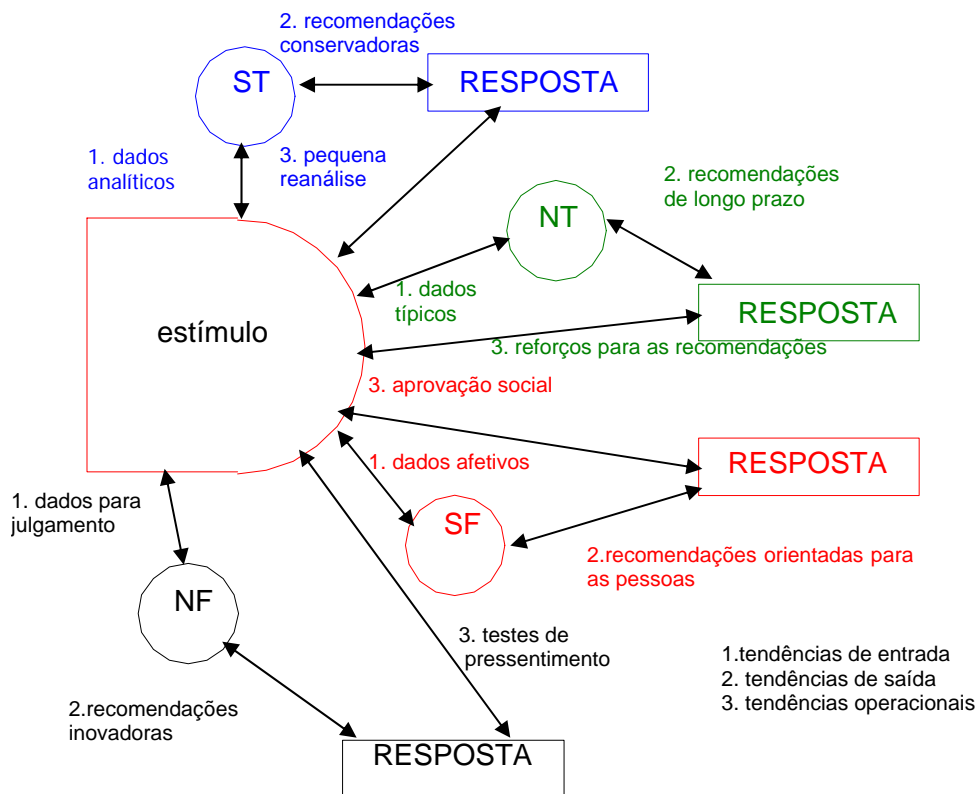 2. recomendações
conservadoras
ST
RESPOSTA
1. dados
analíticos
3. pequena
reanálise
2. recomendações
de longo prazo
NT
1. dados
típicos
RESPOSTA
estímulo
3. reforços para as recomendações
3. aprovação social
1. dados afetivos
RESPOSTA
1. dados para
julgamento
SF
2.recomendações orientadas para
as pessoas
NF
3. testes de
pressentimento
1.tendências de entrada
2. tendências de saída
3. tendências operacionais
2.recomendações
inovadoras
RESPOSTA